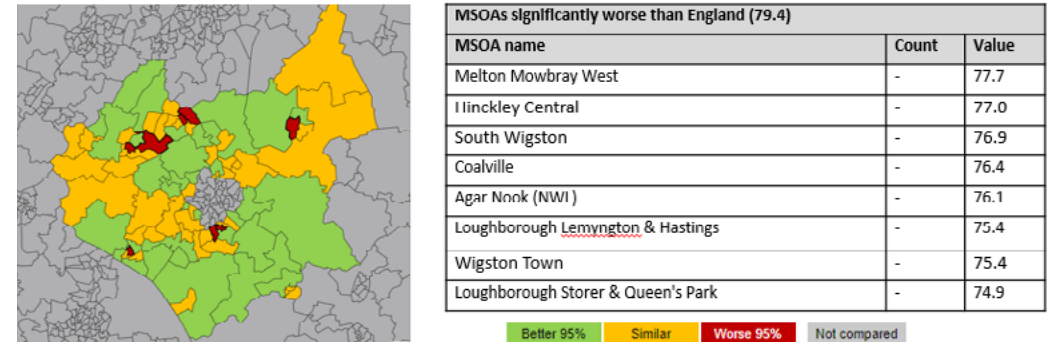 MSOAs significantly worse than England (79.4)
MSOA name Count Value
Melton Mowbray West - 77.7
Hinckley Central - 77.0
South Wigston - 76.9
Coalville - 76.4
Agar Nook (NWL) - 76.1
Loughborough Lemyngton & Hastings - 75.4
Wigston Town - 75.4
Loughborough Storer & Queen's Park - 74.9
Better 95% Similar Worse 95% Not compared